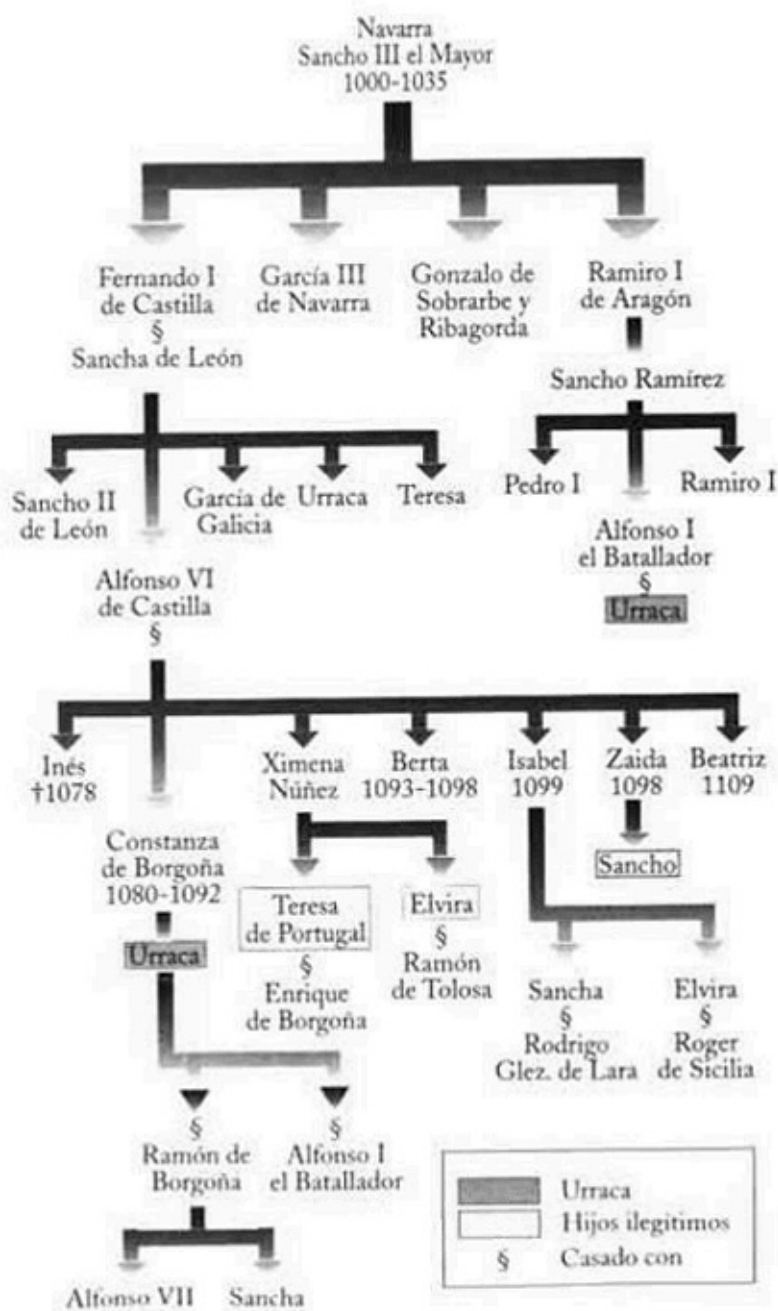 Navarra
Sancho III el Mayor
1000-1035
Fernando I
de Castilla
§
Sancha de León
García III
de Navarra
Gonzalo de
Sobrarbe y
Ribagorda
Ramiro I
de Aragón
Sancho Ramírez
Sancho II
de León
García de
Galicia
Urraca
Teresa
Pedro I
Ramiro I
Alfonso I
el Batallador
§
Urraca
Alfonso VI
de Castilla
§
Inés
†1078
Ximena
Núñez
Berta
1093-1098
Isabel
1099
Zaida
1098
Beatriz
1109
Constanza
de Borgoña
1080-1092
Urraca
Teresa
de Portugal
§
Enrique
de Borgoña
Elvira
§
Ramón
de Tolosa
Sancho
Sancha
§
Rodrigo
Glez. de Lara
Elvira
§
Roger
de Sicilia
§
Ramón de
Borgoña
§
Alfonso I
el Batallador
Alfonso VII
Sancha
Urraca
Hijos ilegitimos
§ Casado con